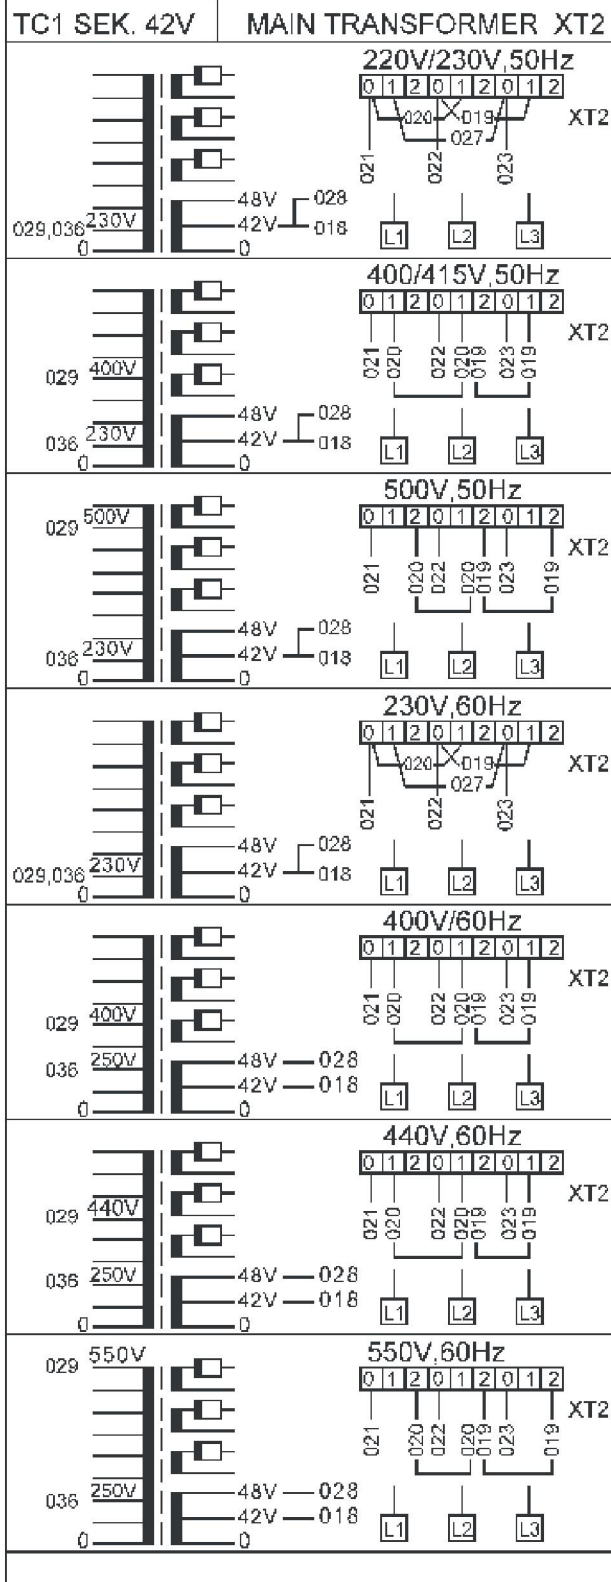 TC1 SEK. 42V
MAIN TRANSFORMER XT2
220V/230V,50Hz
0 1 2 0 1 2 0 1 2
XT2
020 019
027
021 022 023
48V 028
029,036 230V 42V 018
0 0
L1 L2 L3
400/415V,50Hz
0 1 2 0 1 2 0 1 2
XT2
021 020 022 020 019 023 019
029 400V
48V 028
036 230V 42V 018
0 0
L1 L2 L3
500V,50Hz
0 1 2 0 1 2 0 1 2
029 500V
XT2
021 020 022 020 019 023 019
48V 028
036 230V 42V 018
0 0
L1 L2 L3
230V,60Hz
0 1 2 0 1 2 0 1 2
XT2
020 019
027
021 022 023
48V 028
029,036 230V 42V 018
0 0
L1 L2 L3
400V/60Hz
0 1 2 0 1 2 0 1 2
XT2
021 020 022 020 019 023 019
029 400V
036 250V 48V 028
42V 018
0 0
L1 L2 L3
440V,60Hz
0 1 2 0 1 2 0 1 2
XT2
029 440V
021 020 022 020 019 023 019
036 250V 48V 028
42V 018
0 0
L1 L2 L3
550V,60Hz
029 550V
0 1 2 0 1 2 0 1 2
XT2
021 020 022 020 019 023 019
036 250V 48V 028
42V 018
0 0
L1 L2 L3